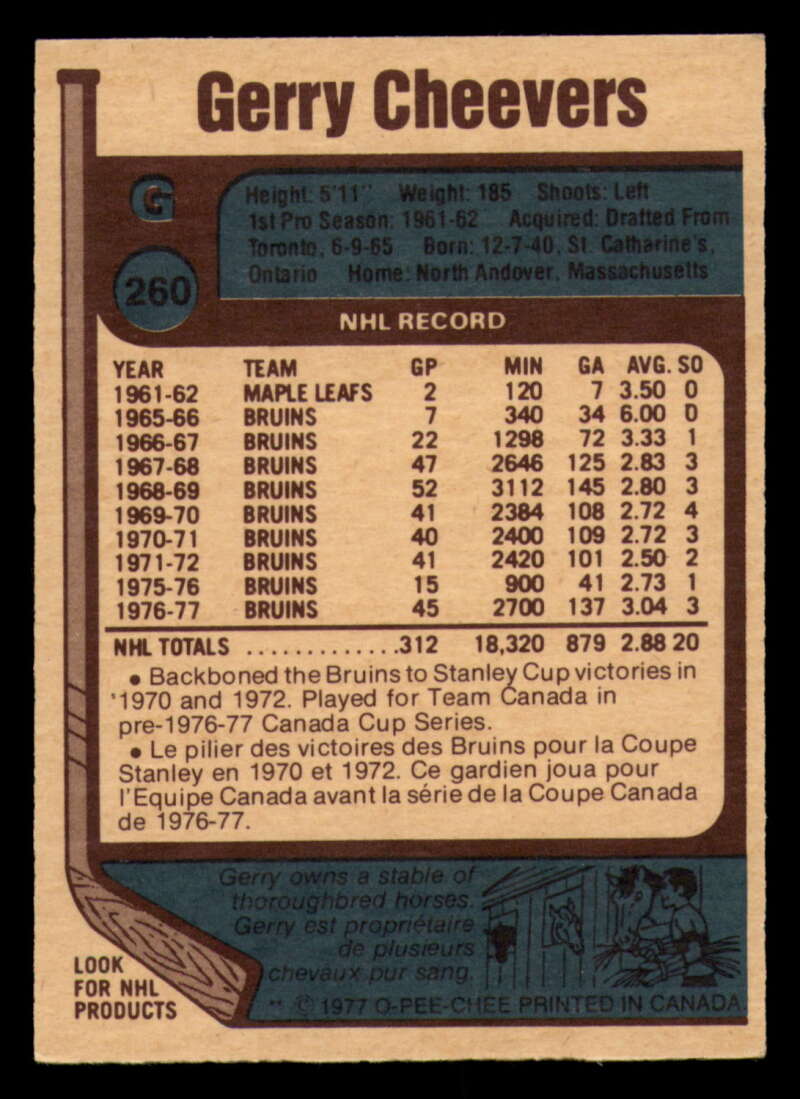 Gerry Cheevers
G
260
Height: 5'11" Weight: 185 Shoots: Left
1st Pro Season: 1961-62 Acquired: Drafted From
Toronto, 6-9-65 Born: 12-7-40, St. Catharine's,
Ontario Home: North Andover, Massachusetts
NHL RECORD
YEAR TEAM GP MIN GA AVG. SO
1961-62 MAPLE LEAFS 2 120 7 3.50 0
1965-66 BRUINS 7 340 34 6.00 0
1966-67 BRUINS 22 1298 72 3.33 1
1967-68 BRUINS 47 2646 125 2.83 3
1968-69 BRUINS 52 3112 145 2.80 3
1969-70 BRUINS 41 2384 108 2.72 4
1970-71 BRUINS 40 2400 109 2.72 3
1971-72 BRUINS 41 2420 101 2.50 2
1975-76 BRUINS 15 900 41 2.73 1
1976-77 BRUINS 45 2700 137 3.04 3
NHL TOTALS .............312 18,320 879 2.88 20
• Backboned the Bruins to Stanley Cup victories in
1970 and 1972. Played for Team Canada in
pre-1976-77 Canada Cup Series.
• Le pilier des victoires des Bruins pour la Coupe
Stanley en 1970 et 1972. Ce gardien joua pour
l'Equipe Canada avant la série de la Coupe Canada
de 1976-77.
Gerry owns a stable of
thoroughbred horses.
Gerry est propriétaire
de plusieurs
chevaux pur sang.
LOOK
FOR NHL
PRODUCTS
** © 1977 O-PEE-CHEE PRINTED IN CANADA